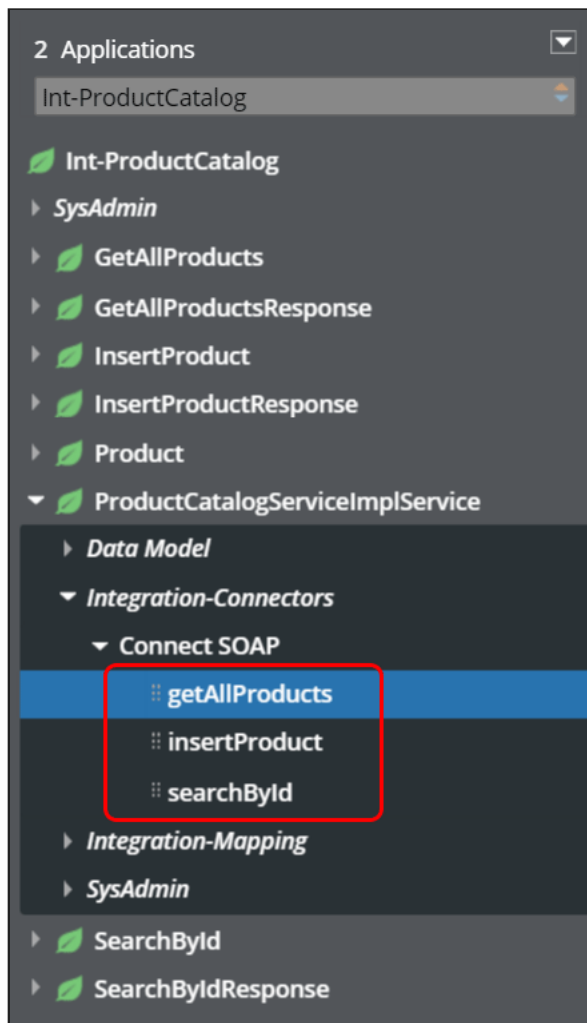 2 Applications
Int-ProductCatalog
Int-ProductCatalog
SysAdmin
GetAllProducts
GetAllProductsResponse
InsertProduct
InsertProductResponse
Product
ProductCatalogServiceImplService
Data Model
Integration-Connectors
Connect SOAP
getAllProducts
insertProduct
searchById
Integration-Mapping
SysAdmin
SearchById
SearchByIdResponse